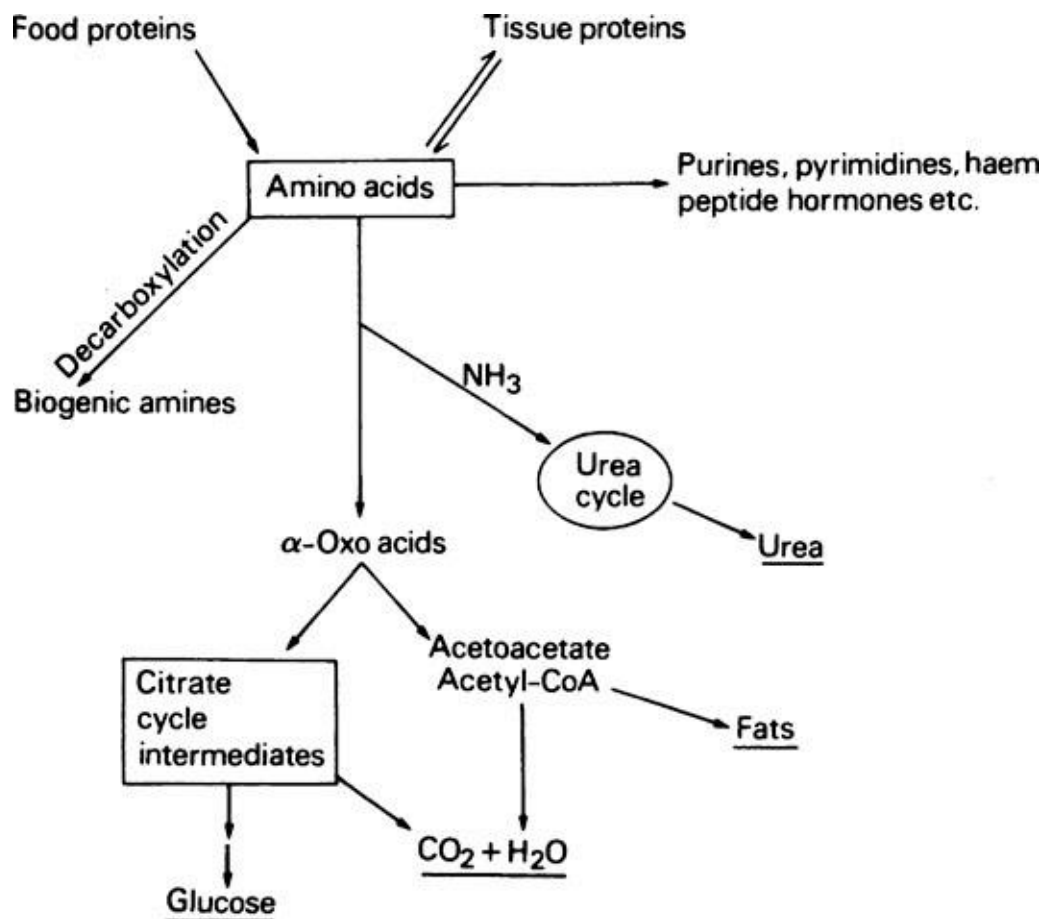 Food proteins
Tissue proteins
Amino acids
Purines, pyrimidines, haem
peptide hormones etc.
Decarboxylation
Biogenic amines
NH₃
Urea
cycle
Urea
α-Oxo acids
Acetoacetate
Acetyl-CoA
Citrate
cycle
intermediates
Fats
CO₂ + H₂O
Glucose